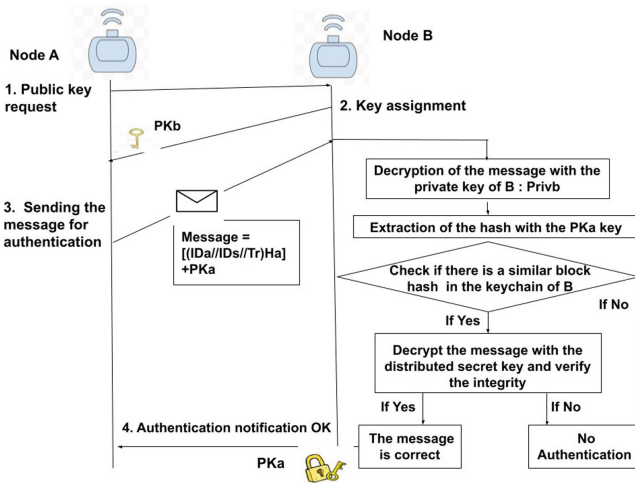 Node A
Node B
1. Public key
request
2. Key assignment
PKb
3. Sending the
message for
authentication
Message =
[(IDa//IDs//Tr)Ha]
+PKa
Decryption of the message with the
private key of B : Privb
Extraction of the hash with the PKa key
Check if there is a similar block
hash in the keychain of B
If No
If Yes
Decrypt the message with the
distributed secret key and verify
the integrity
If Yes
If No
4. Authentication notification OK
The message
is correct
No
Authentication
PKa